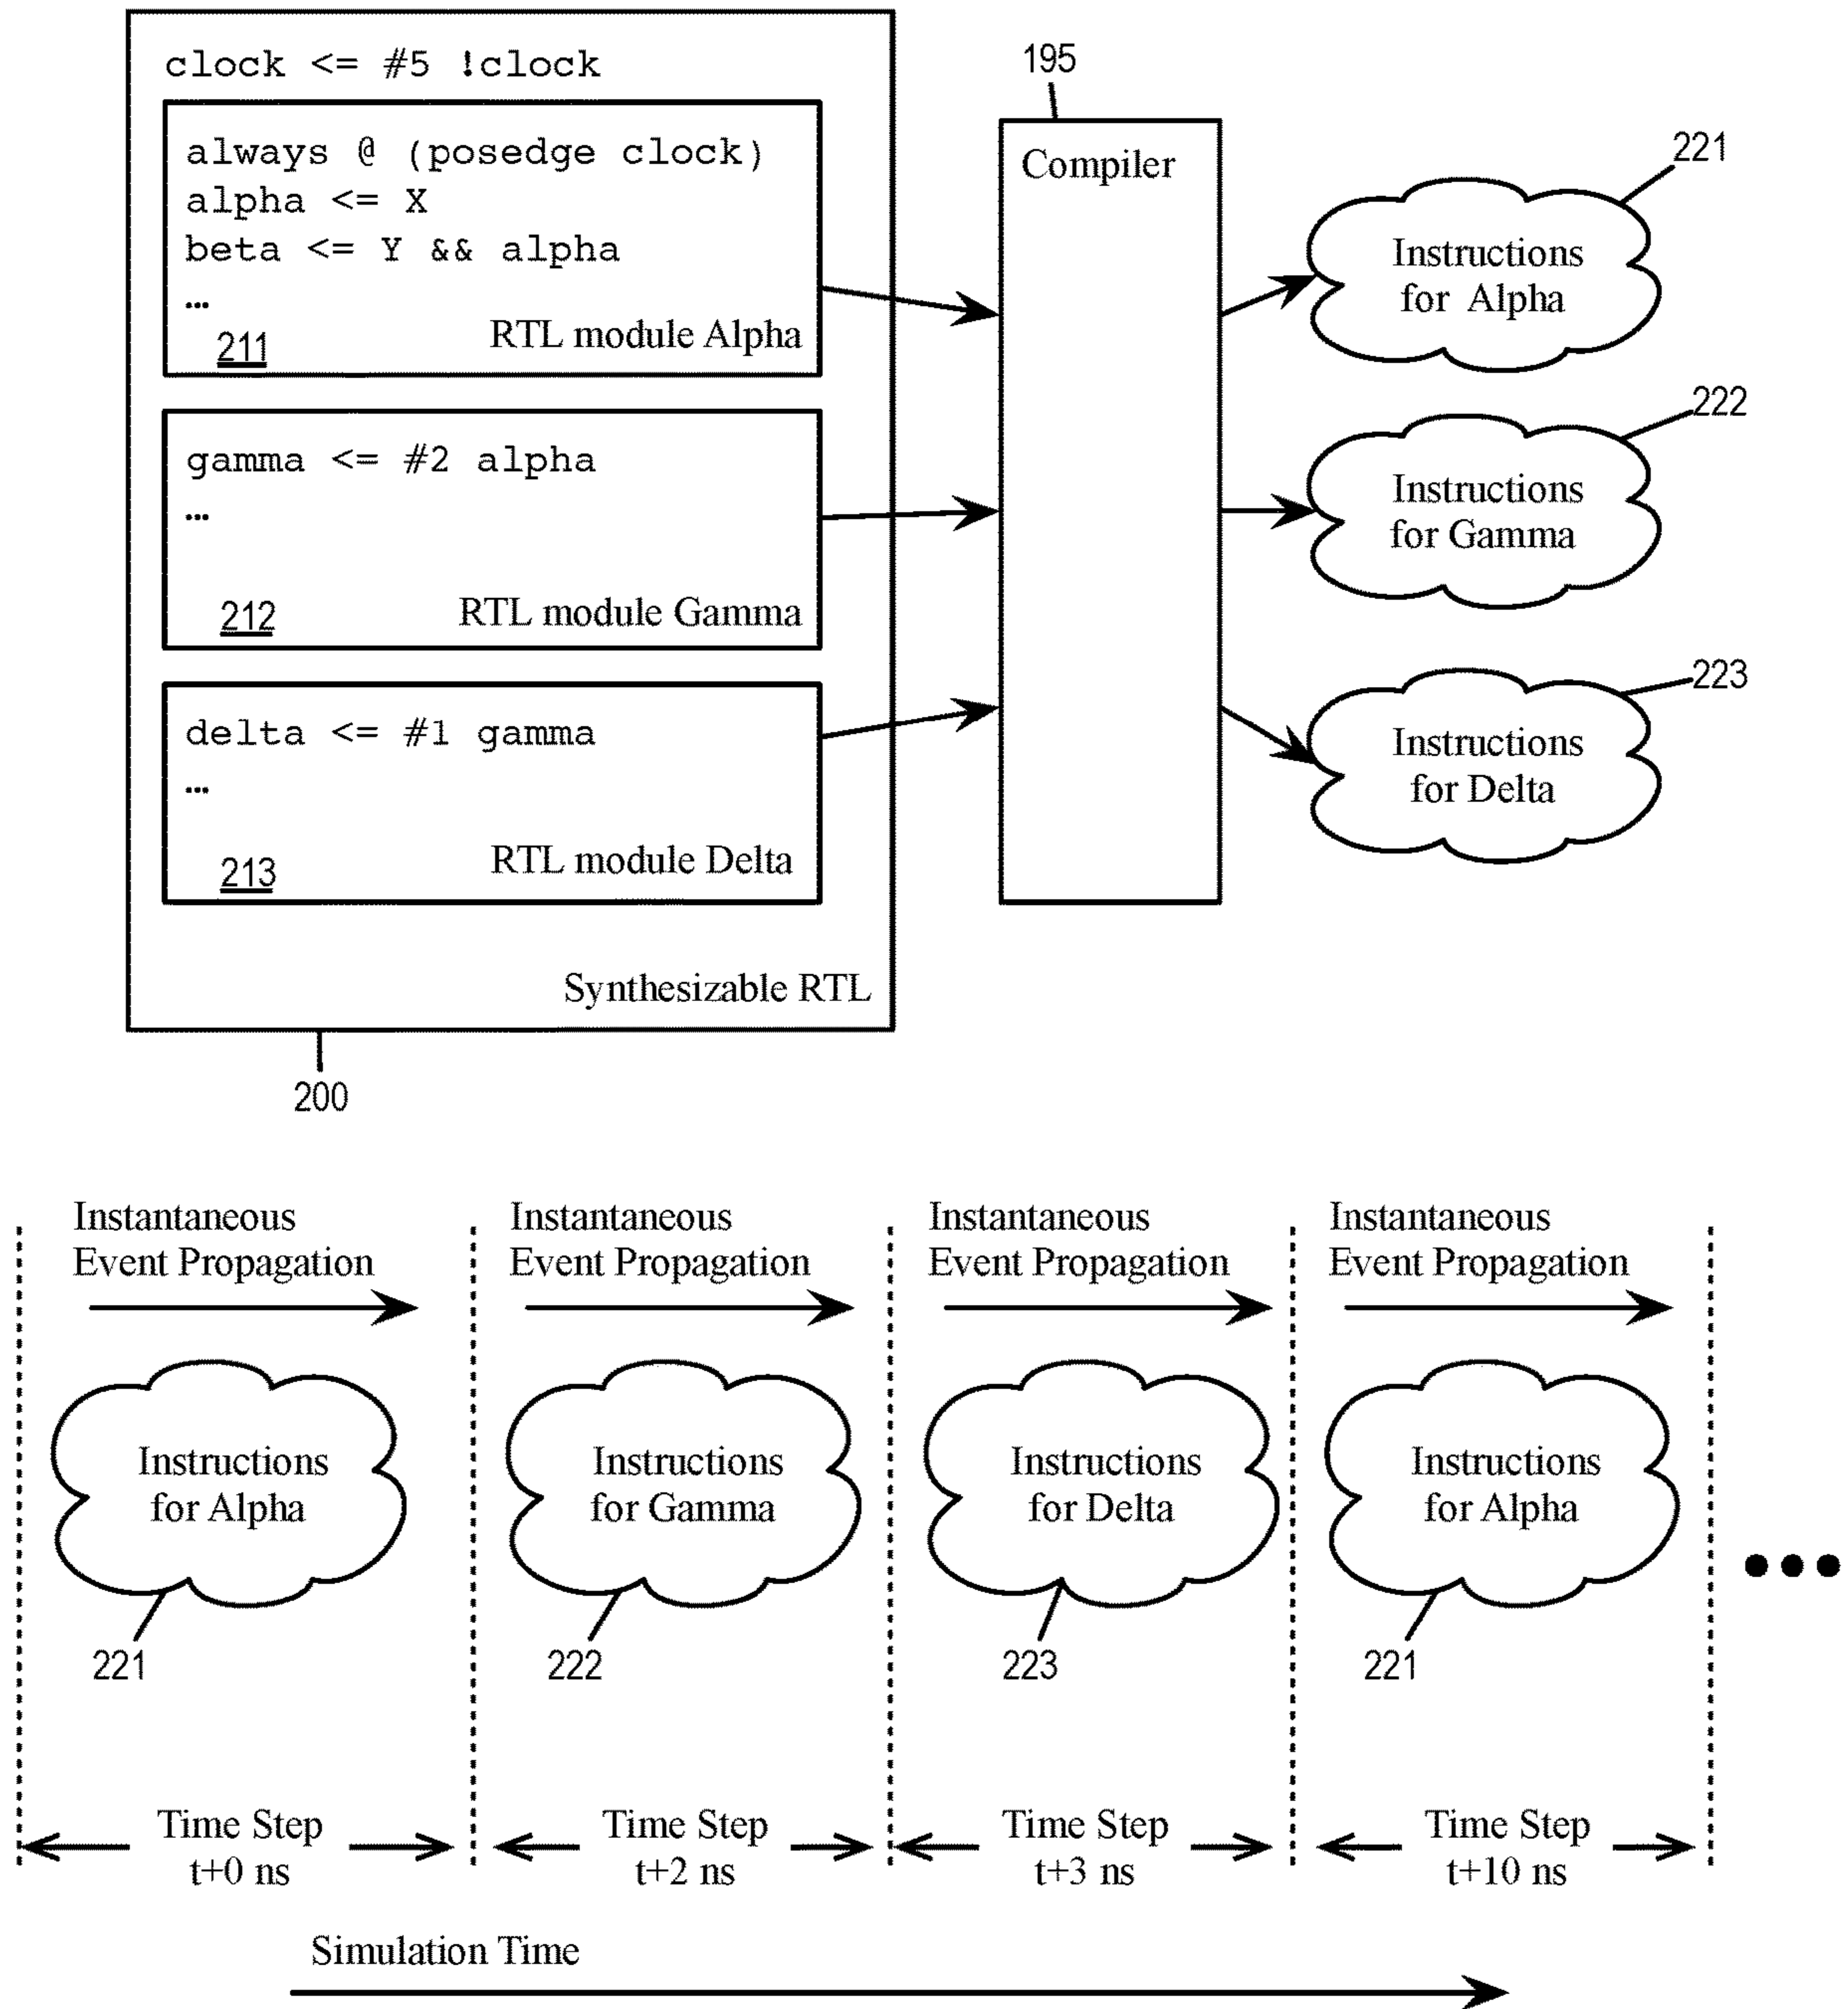 clock <= #5 !clock
always @ (posedge clock)
alpha <= X
beta <= Y && alpha
...
211
RTL module Alpha
gamma <= #2 alpha
...
212
RTL module Gamma
delta <= #1 gamma
...
213
RTL module Delta
Synthesizable RTL
200
195
Compiler
221
Instructions
for Alpha
222
Instructions
for Gamma
223
Instructions
for Delta
Instantaneous
Event Propagation
Instantaneous
Event Propagation
Instantaneous
Event Propagation
Instantaneous
Event Propagation
Instructions
for Alpha
Instructions
for Gamma
Instructions
for Delta
Instructions
for Alpha
221
222
223
221
Time Step
t+0 ns
Time Step
t+2 ns
Time Step
t+3 ns
Time Step
t+10 ns
Simulation Time